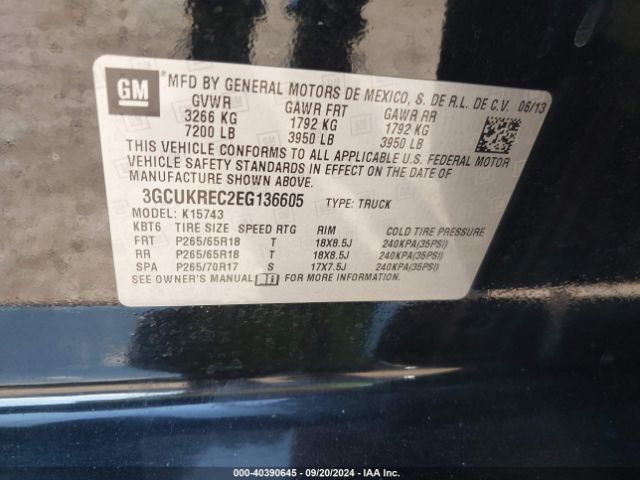 GM
MFD BY GENERAL MOTORS DE MEXICO, S. DE R.L. DE C.V. 06/13
GVWR GAWR FRT GAWR RR
3266 KG 1792 KG 1792 KG
7200 LB 3950 LB 3950 LB
THIS VEHICLE CONFORMS TO ALL APPLICABLE U.S. FEDERAL MOTOR
VEHICLE SAFETY STANDARDS IN EFFECT ON THE DATE OF
MANUFACTURE SHOWN ABOVE.
3GCUKREC2EG136605 TYPE: TRUCK
MODEL: K15743
KBT6 TIRE SIZE SPEED RTG RIM COLD TIRE PRESSURE
FRT P265/65R18 T 18X8.5J 240KPA(35PSI)
RR P265/65R18 T 18X8.5J 240KPA(35PSI)
SPA P265/70R17 S 17X7.5J 240KPA(35PSI)
SEE OWNER'S MANUAL FOR MORE INFORMATION
000-40390645 - 09/20/2024 - IAA Inc.